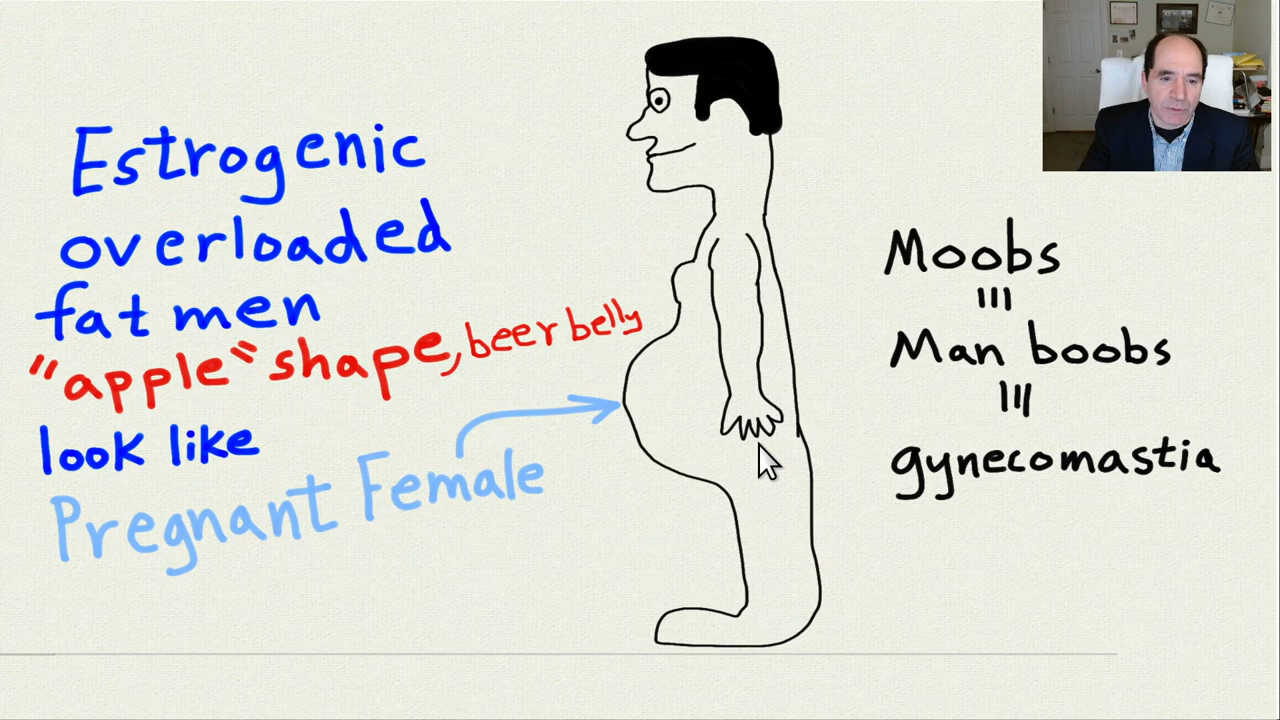 Estrogenic
overloaded
fat men
"apple" shape, beer belly
look like
Pregnant Female
Moobs
≡
Man boobs
≡
gynecomastia